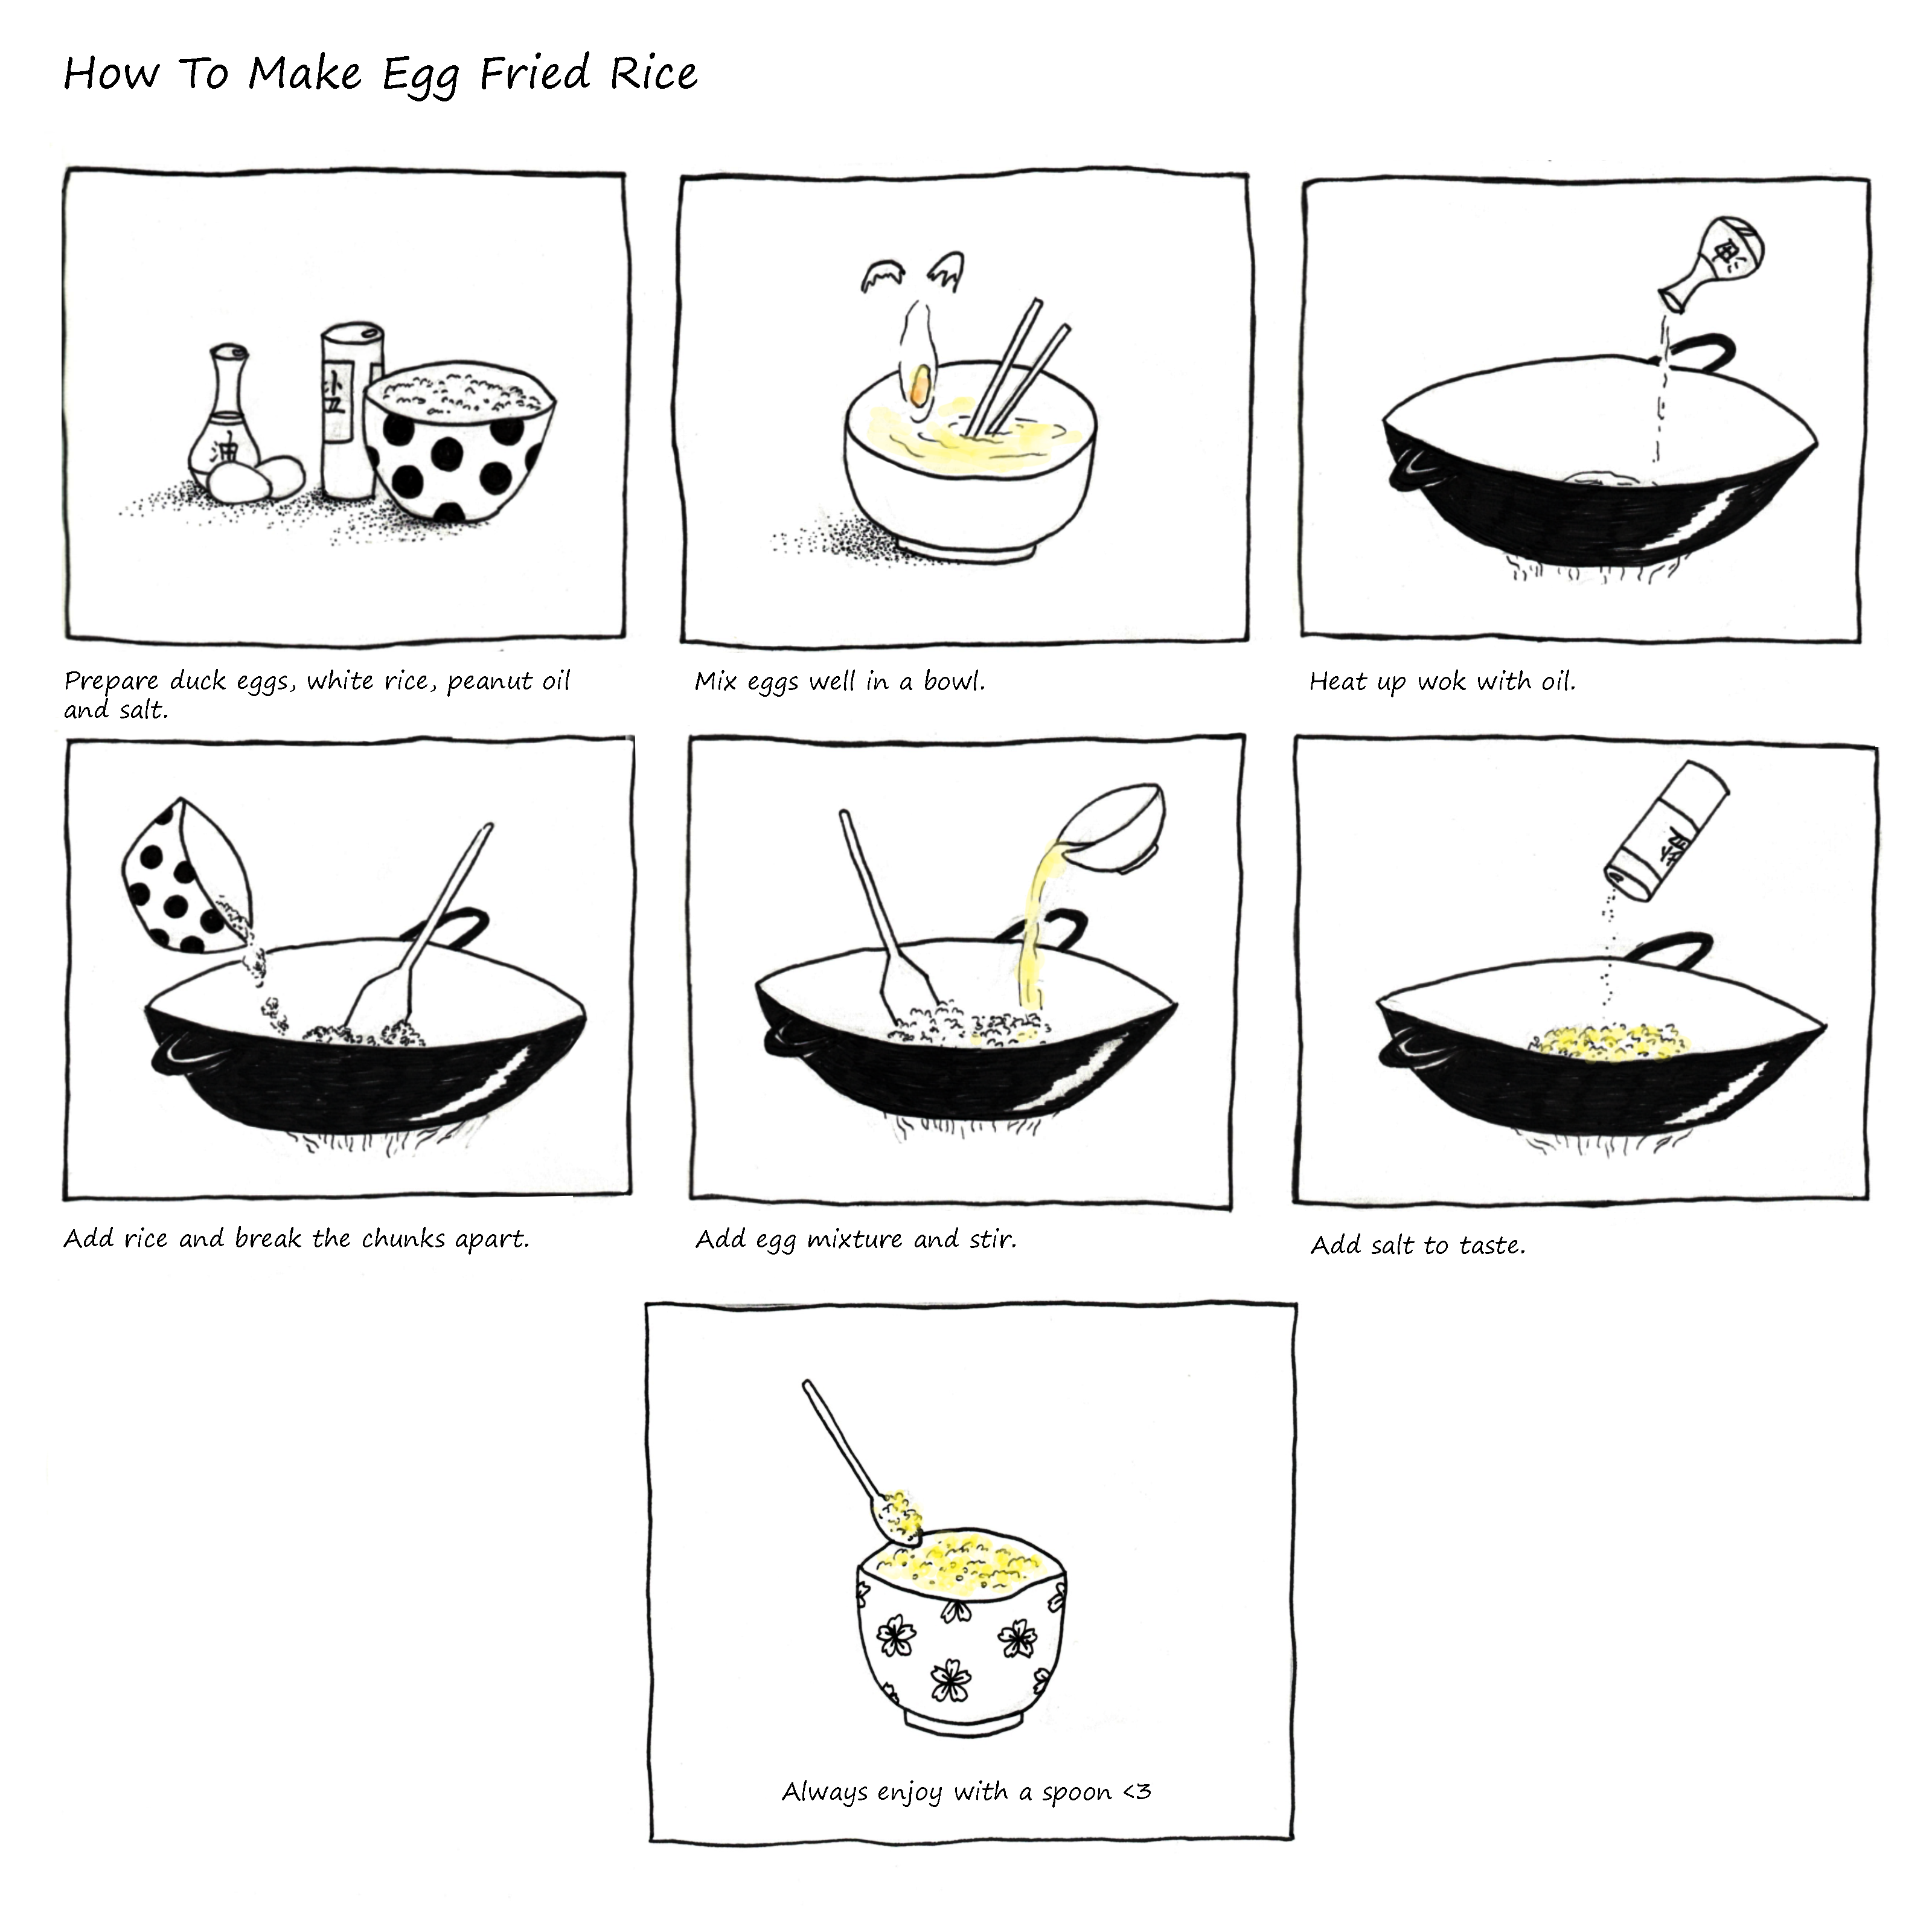 How To Make Egg Fried Rice
油
Prepare duck eggs, white rice, peanut oil
and salt.
Mix eggs well in a bowl.
Heat up wok with oil.
Add rice and break the chunks apart.
Add egg mixture and stir.
Add salt to taste.
Always enjoy with a spoon <3